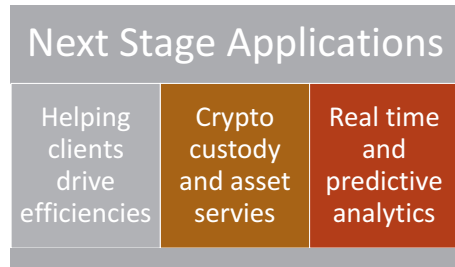 Next Stage Applications
Helping
clients
drive
efficiencies
Crypto
custody
and asset
servies
Real time
and
predictive
analytics